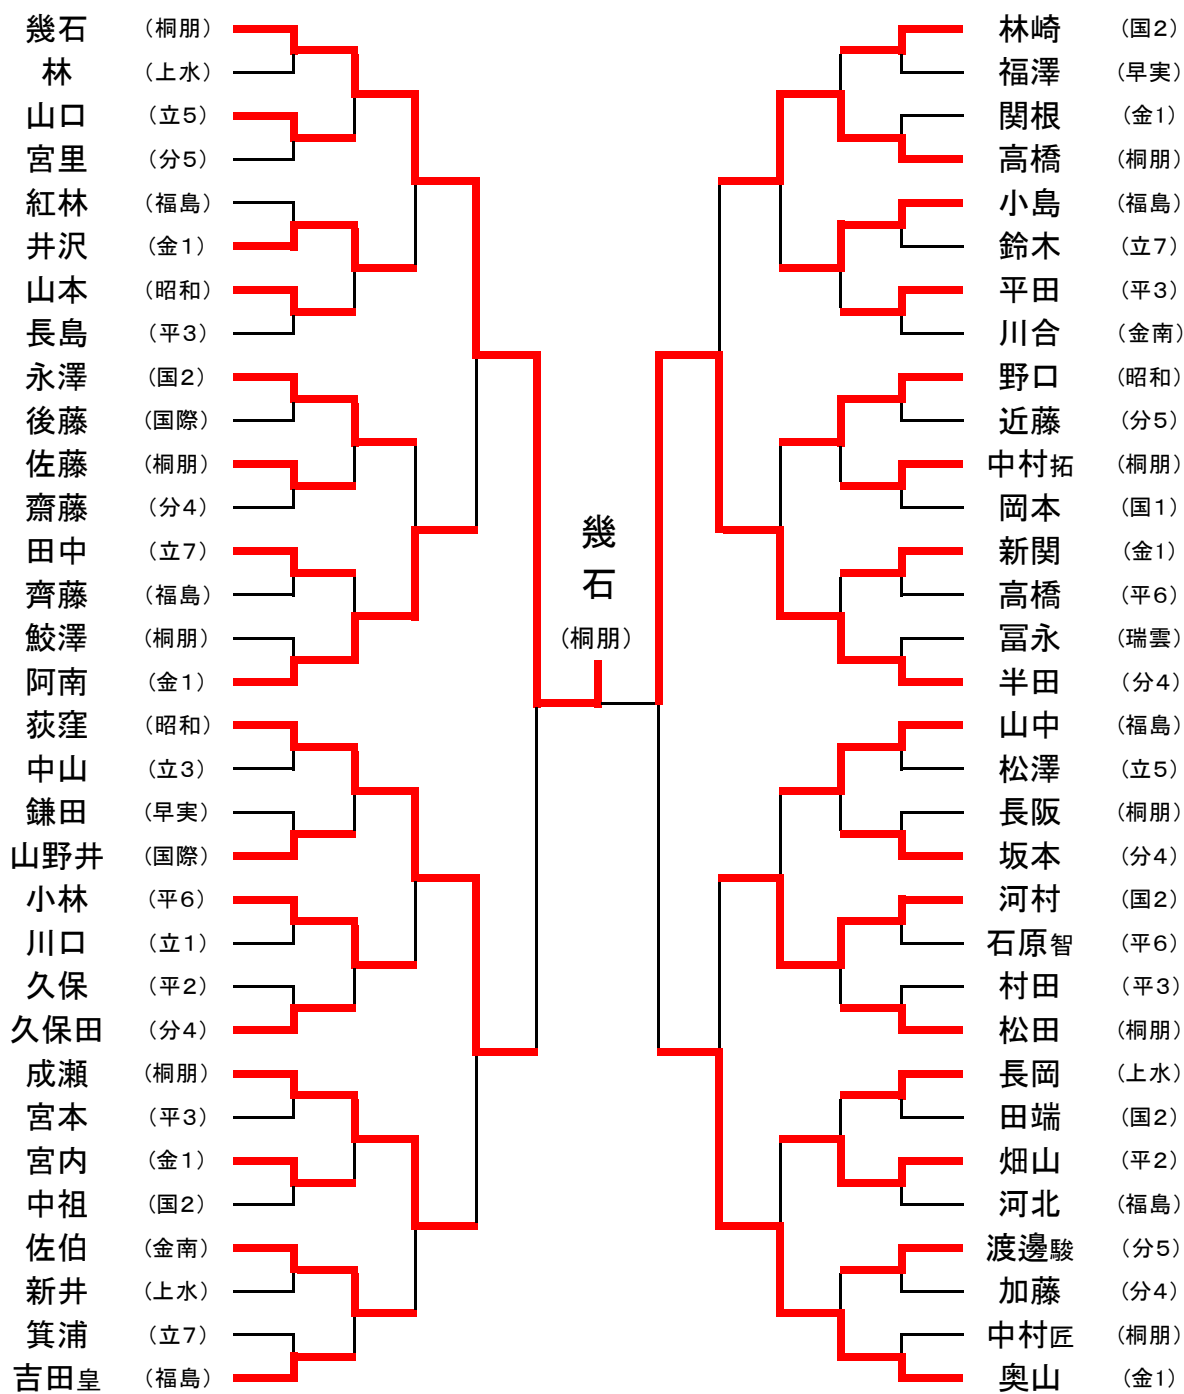 幾石 (桐朋)
林 (上水)
山口 (立5)
宮里 (分5)
紅林 (福島)
井沢 (金1)
山本 (昭和)
長島 (平3)
永澤 (国2)
後藤 (国際)
佐藤 (桐朋)
齋藤 (分4)
田中 (立7)
齊藤 (福島)
鮫澤 (桐朋)
阿南 (金1)
荻窪 (昭和)
中山 (立3)
鎌田 (早実)
山野井 (国際)
小林 (平6)
川口 (立1)
久保 (平2)
久保田 (分4)
成瀬 (桐朋)
宮本 (平3)
宮内 (金1)
中祖 (国2)
佐伯 (金南)
新井 (上水)
箕浦 (立7)
吉田皇 (福島)
幾
石
(桐朋)
林崎 (国2)
福澤 (早実)
関根 (金1)
高橋 (桐朋)
小島 (福島)
鈴木 (立7)
平田 (平3)
川合 (金南)
野口 (昭和)
近藤 (分5)
中村拓 (桐朋)
岡本 (国1)
新関 (金1)
高橋 (平6)
冨永 (瑞雲)
半田 (分4)
山中 (福島)
松澤 (立5)
長阪 (桐朋)
坂本 (分4)
河村 (国2)
石原智 (平6)
村田 (平3)
松田 (桐朋)
長岡 (上水)
田端 (国2)
畑山 (平2)
河北 (福島)
渡邊駿 (分5)
加藤 (分4)
中村匠 (桐朋)
奥山 (金1)